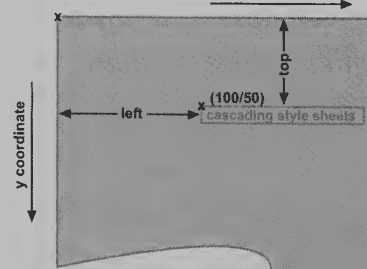 top
(100/50)
left
cascading style sheets
y coordinate